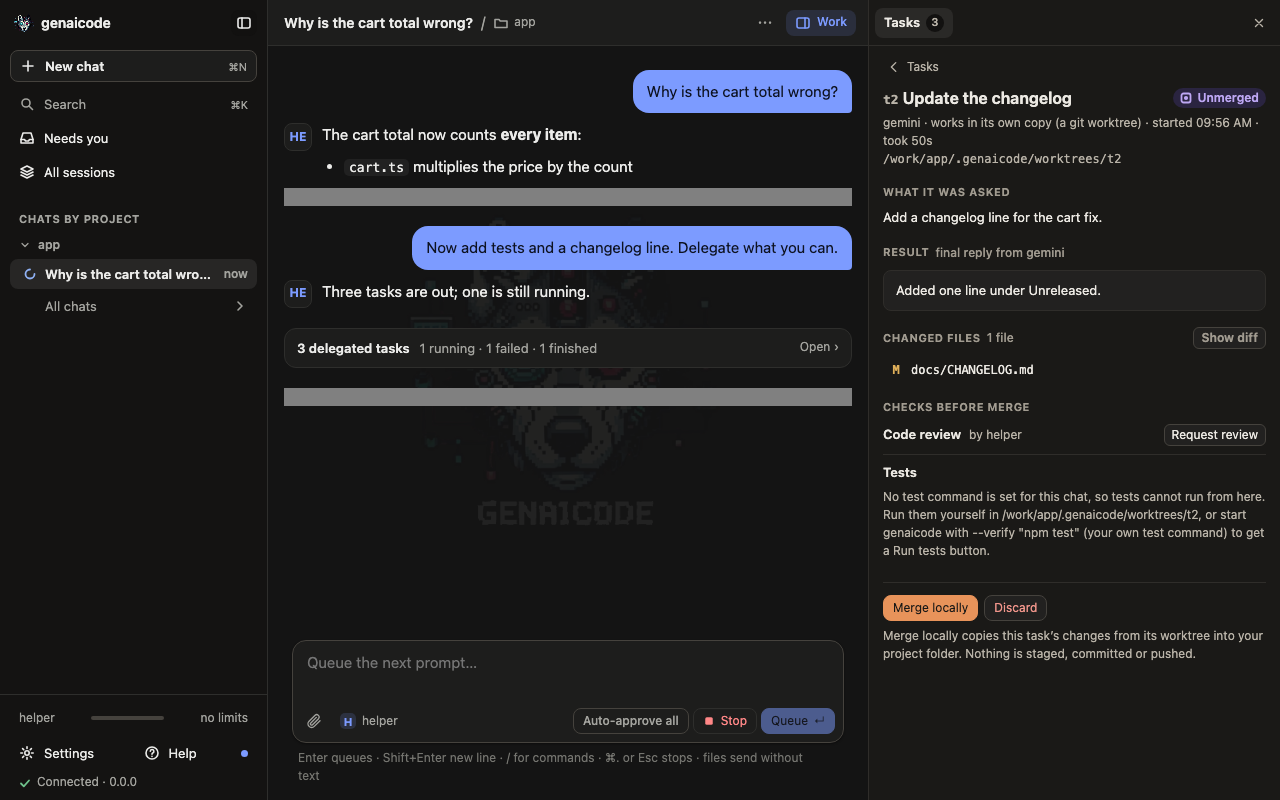 genaicode
New chat ⌘N
Search ⌘K
Needs you
All sessions
CHATS BY PROJECT
app
Why is the cart total wro... now
All chats
helper no limits
Settings Help
Connected · 0.0.0
Why is the cart total wrong? / app
Work
Why is the cart total wrong?
HE The cart total now counts every item:
• cart.ts multiplies the price by the count
Now add tests and a changelog line. Delegate what you can.
HE Three tasks are out; one is still running.
3 delegated tasks 1 running · 1 failed · 1 finished Open ›
GENAICODE
Queue the next prompt...
H helper Auto-approve all Stop Queue
Enter queues · Shift+Enter new line · / for commands · ⌘. or Esc stops · files send without
text
Tasks 3
Tasks
t2 Update the changelog Unmerged
gemini · works in its own copy (a git worktree) · started 09:56 AM ·
took 50s
/work/app/.genaicode/worktrees/t2
WHAT IT WAS ASKED
Add a changelog line for the cart fix.
RESULT final reply from gemini
Added one line under Unreleased.
CHANGED FILES 1 file Show diff
M docs/CHANGELOG.md
CHECKS BEFORE MERGE
Code review by helper Request review
Tests
No test command is set for this chat, so tests cannot run from here.
Run them yourself in /work/app/.genaicode/worktrees/t2, or start
genaicode with --verify "npm test" (your own test command) to get
a Run tests button.
Merge locally Discard
Merge locally copies this task's changes from its worktree into your
project folder. Nothing is staged, committed or pushed.